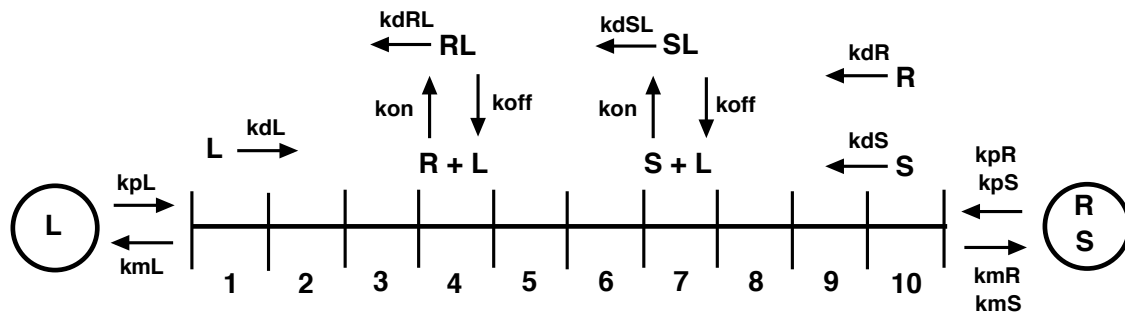 kdRL RL
kdSL SL
kdR R
kon koff
kon koff
L kdL
R + L
S + L
kdS S
kpL
kpR
kpS
L
R
S
kmL
kmR
kmS
1 2 3 4 5 6 7 8 9 10